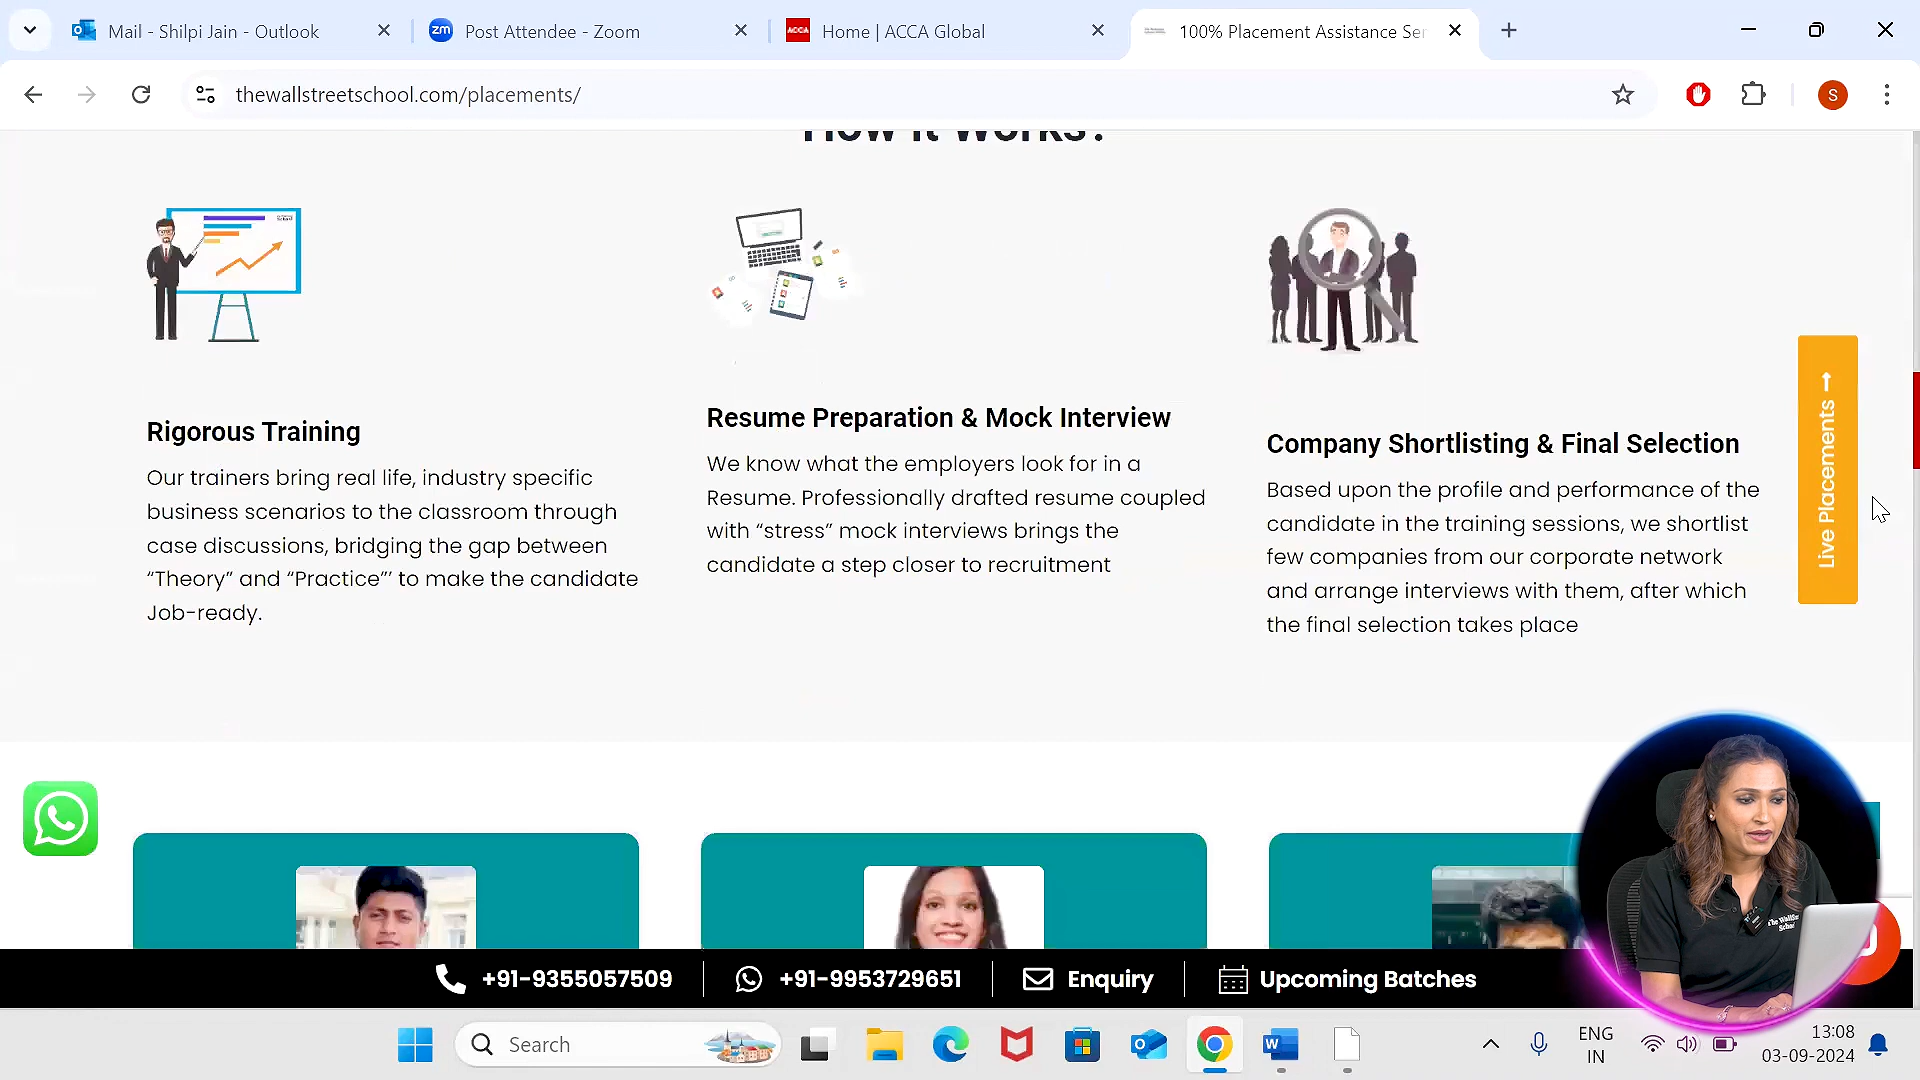 Mail - Shilpi Jain - Outlook
zm Post Attendee - Zoom
ACCA Home | ACCA Global
100% Placement Assistance Ser
thewallstreetschool.com/placements/
S
How It Works?
Rigorous Training
Our trainers bring real life, industry specific
business scenarios to the classroom through
case discussions, bridging the gap between
“Theory” and “Practice”’ to make the candidate
Job-ready.
Resume Preparation & Mock Interview
We know what the employers look for in a
Resume. Professionally drafted resume coupled
with “stress” mock interviews brings the
candidate a step closer to recruitment
Company Shortlisting & Final Selection
Based upon the profile and performance of the
candidate in the training sessions, we shortlist
few companies from our corporate network
and arrange interviews with them, after which
the final selection takes place
Live Placements
+91-9355057509
+91-9953729651
Enquiry
Upcoming Batches
Search
ENG
IN
13:08
03-09-2024